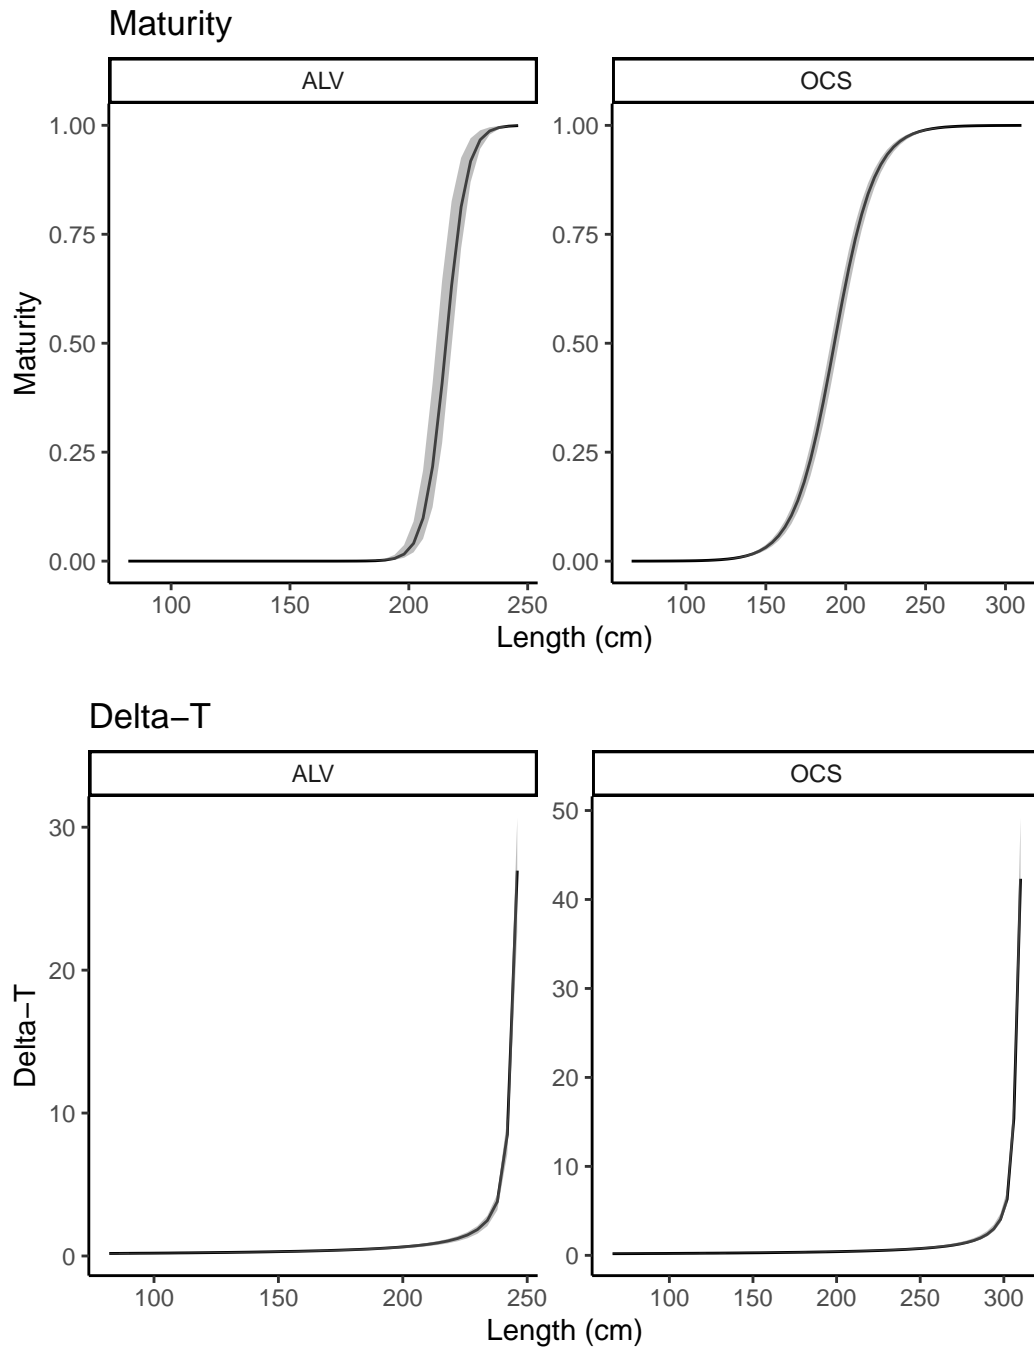 Maturity
ALV OCS
1.00 1.00
0.75 0.75
0.50 0.50
0.25 0.25
0.00 0.00
Maturity
100 150 200 250 100 150 200 250 300
Length (cm)
Delta−T
ALV OCS
30 50
40
20 30
20
10 10
0 0
Delta−T
100 150 200 250 100 150 200 250 300
Length (cm)